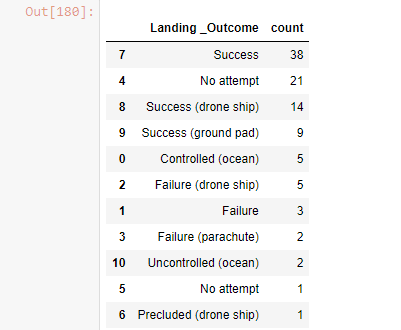 Out[180]:
Landing _Outcome count
7 Success 38
4 No attempt 21
8 Success (drone ship) 14
9 Success (ground pad) 9
0 Controlled (ocean) 5
2 Failure (drone ship) 5
1 Failure 3
3 Failure (parachute) 2
10 Uncontrolled (ocean) 2
5 No attempt 1
6 Precluded (drone ship) 1